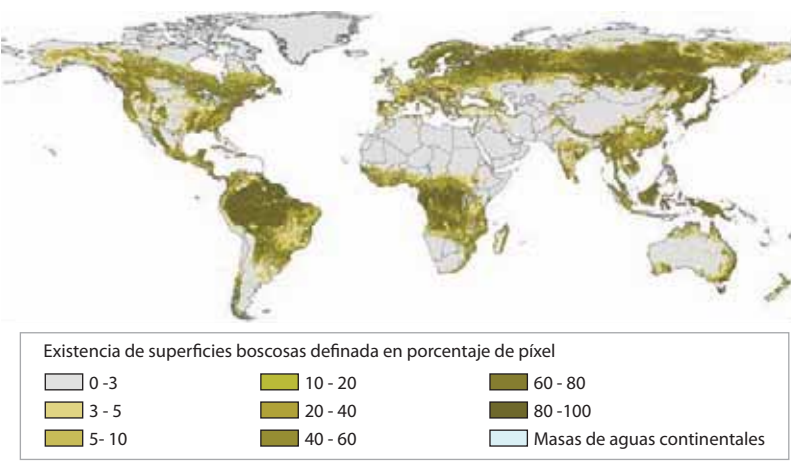 Existencia de superficies boscosas definada en porcentaje de píxel
0 -3
3 - 5
5- 10
10 - 20
20 - 40
40 - 60
60 - 80
80 -100
Masas de aguas continentales